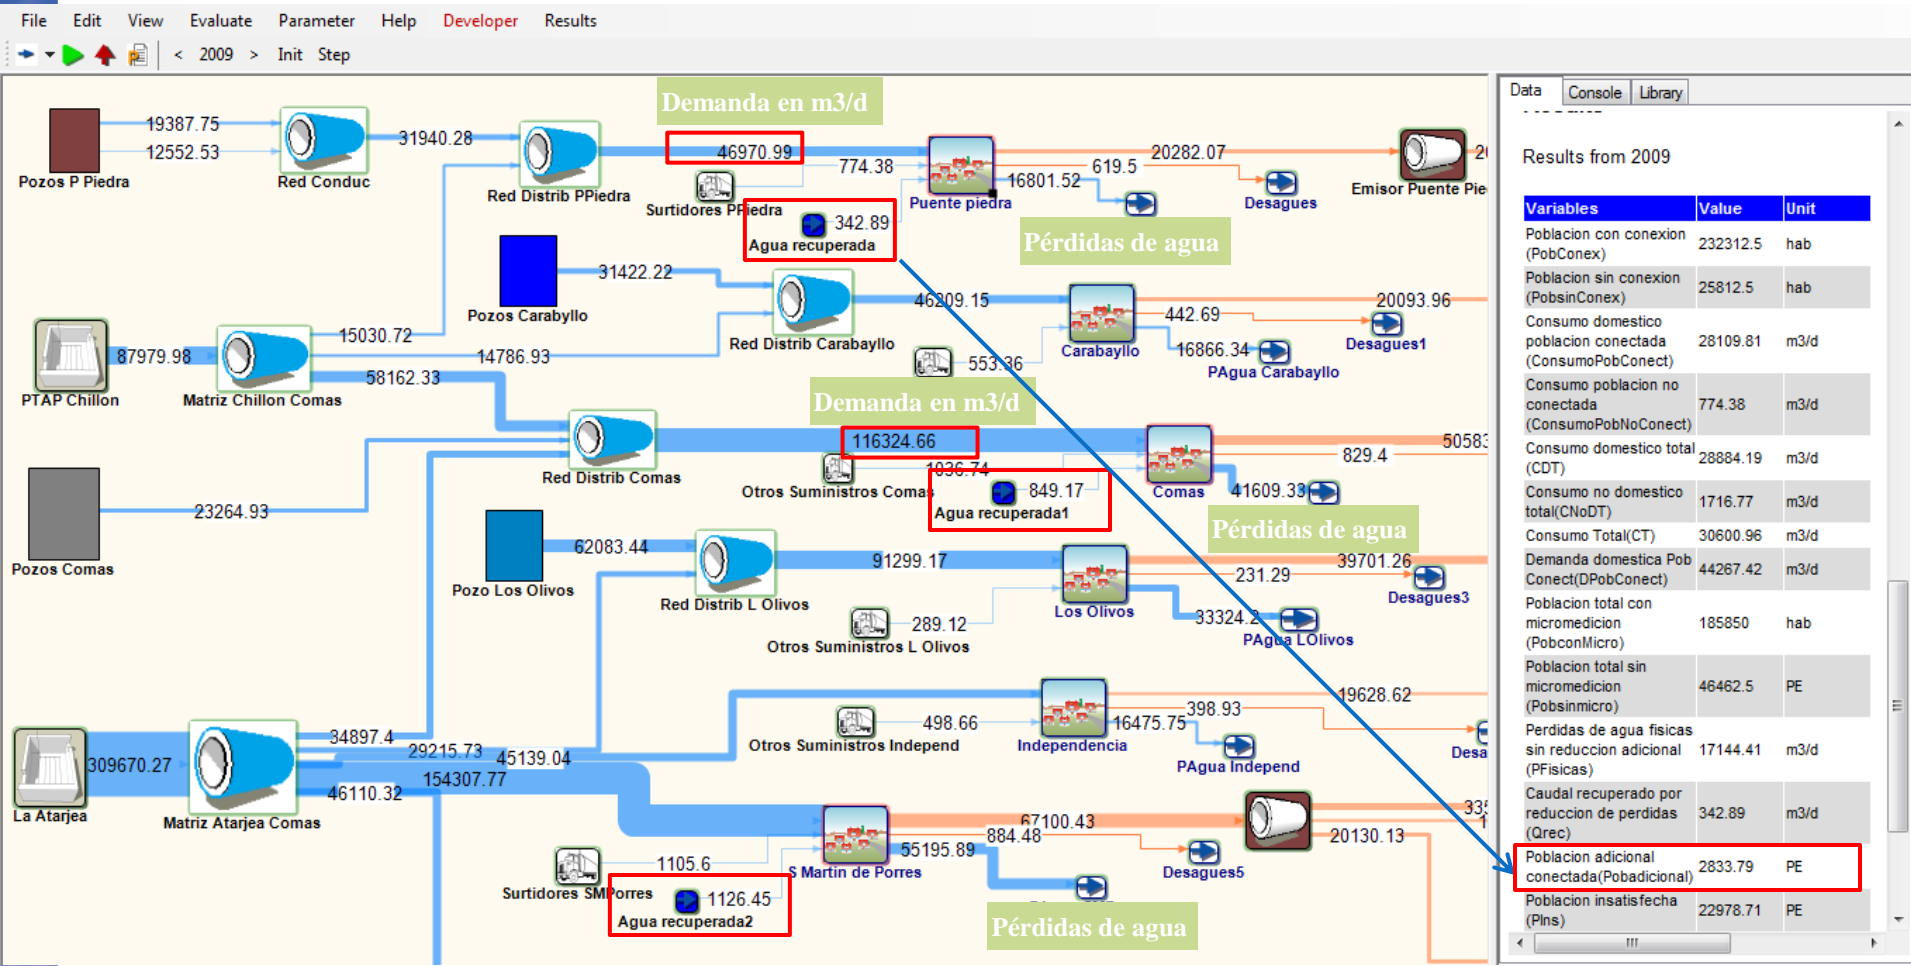 File Edit View Evaluate Parameter Help Developer Results
< 2009 > Init Step
Demanda en m3/d
19387.75
12552.53
Pozos P Piedra
Red Conduc
31940.28
Red Distrib PPiedra
46970.99
774.38
Surtidores PPiedra
342.89
Agua recuperada
Puente piedra
20282.07
619.5
16801.52
Desagues
Emisor Puente Pie
Pérdidas de agua
31422.22
Pozos Carabyllo
46209.15
Red Distrib Carabayllo
20093.96
442.69
Desagues1
Carabayllo
16866.34
PAgua Carabayllo
553.36
87979.98
PTAP Chillon
15030.72
14786.93
58162.33
Matriz Chillon Comas
Demanda en m3/d
116324.66
Red Distrib Comas
1036.74
Otros Suministros Comas
849.17
Agua recuperada1
Comas
50583
829.4
41609.33
Pérdidas de agua
23264.93
Pozos Comas
62083.44
Pozo Los Olivos
91299.17
Red Distrib L Olivos
39701.26
231.29
Desagues3
Los Olivos
33324.2
PAgua LOlivos
289.12
Otros Suministros L Olivos
19628.62
398.93
16475.75
Desa
498.66
Otros Suministros Independ
Independencia
PAgua Independ
309670.27
La Atarjea
34897.4
29215.73
45139.04
154307.77
46110.32
Matriz Atarjea Comas
67100.43
884.48
55195.89
20130.13
1105.6
S Martin de Porres
Desagues5
Surtidores SMPorres
1126.45
Agua recuperada2
Pérdidas de agua
Data Console Library
Results from 2009
Variables Value Unit
Poblacion con conexion
(PobConex) 232312.5 hab
Poblacion sin conexion
(PobsinConex) 25812.5 hab
Consumo domestico
poblacion conectada 28109.81 m3/d
(ConsumoPobConect)
Consumo poblacion no
conectada 774.38 m3/d
(ConsumoPobNoConect)
Consumo domestico total
(CDT) 28884.19 m3/d
Consumo no domestico
total(CNoDT) 1716.77 m3/d
Consumo Total(CT) 30600.96 m3/d
Demanda domestica Pob
Conect(DPobConect) 44267.42 m3/d
Poblacion total con
micromedicion 185850 hab
(PobconMicro)
Poblacion total sin
micromedicion 46462.5 PE
(Pobsinmicro)
Perdidas de agua fisicas
sin reduccion adicional 17144.41 m3/d
(PFisicas)
Caudal recuperado por
reduccion de perdidas 342.89 m3/d
(Qrec)
Poblacion adicional
conectada(Pobadicional) 2833.79 PE
Poblacion insatisfecha
(PIns) 22978.71 PE